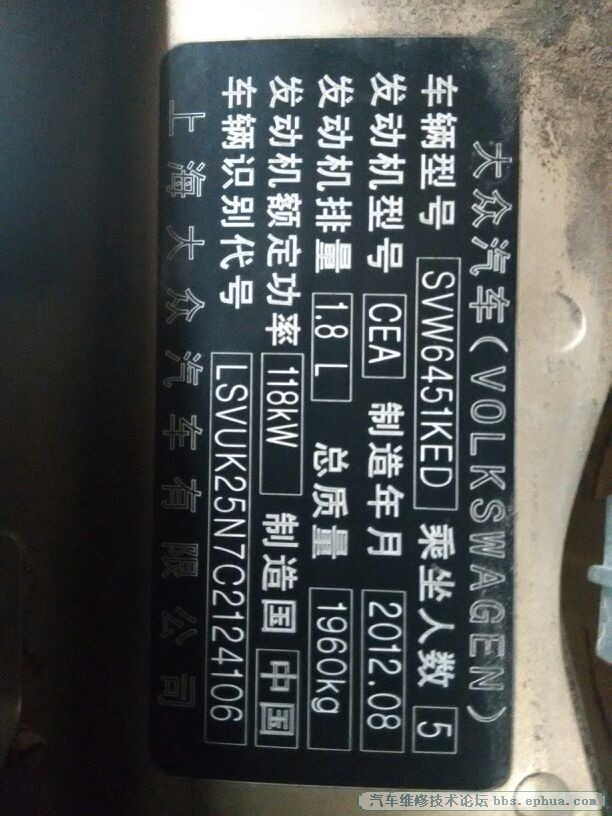 大众汽车(VOLKSWAGEN)
车辆型号 SVW6451KED 乘坐人数 5
发动机型号 CEA 制造年月 2012.08
发动机排量 1.8 L 总质量 1960kg
发动机额定功率 118kW 制造国 中国
车辆识别代号 LSVUK25N7C2124106
上海大众汽车有限公司
汽车维修技术论坛 bbs.ephua.com